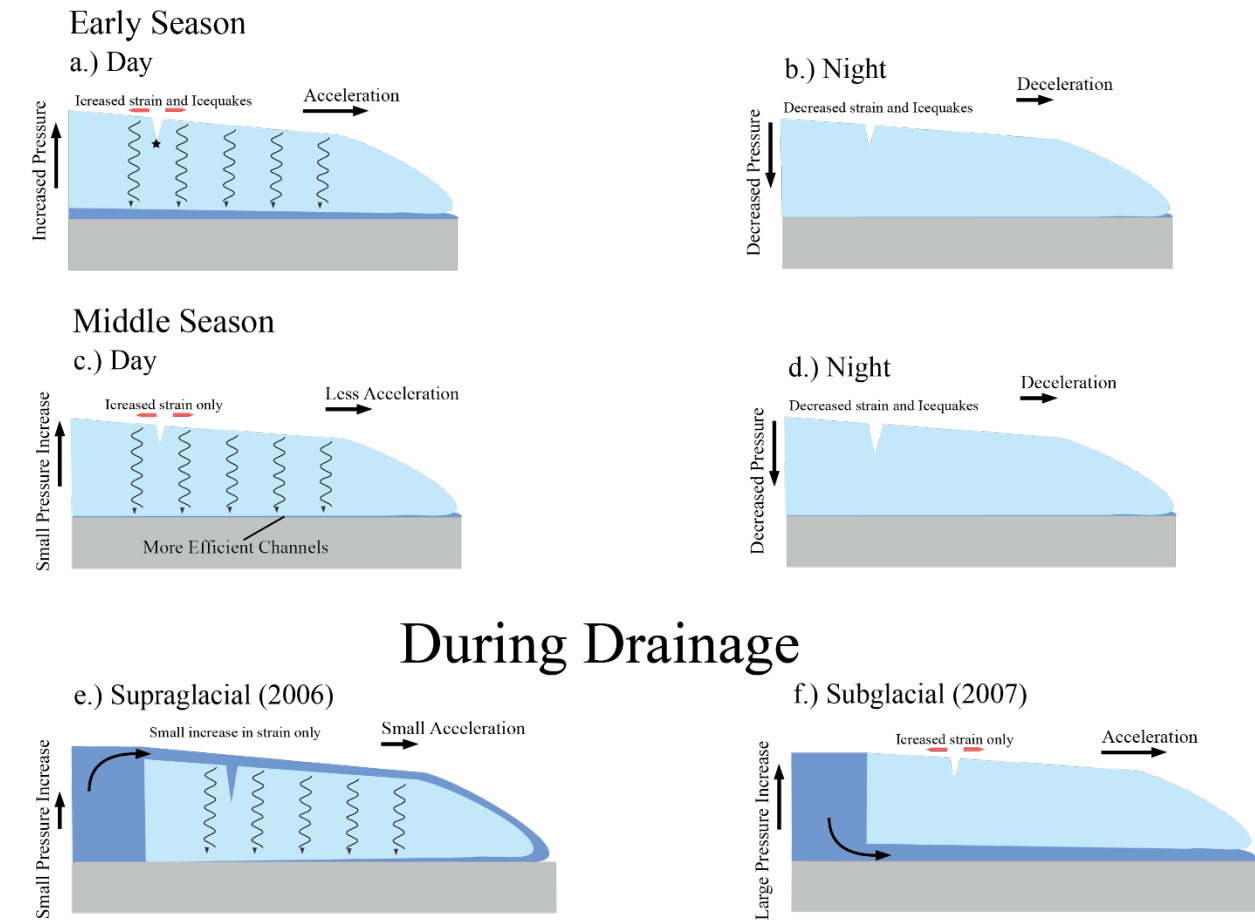 Early Season
a.) Day
Icreased strain and Icequakes
Acceleration
Increased Pressure
b.) Night
Decreased strain and Icequakes
Deceleration
Decreased Pressure
Middle Season
c.) Day
Icreased strain only
Less Acceleration
Small Pressure Increase
More Efficient Channels
d.) Night
Decreased strain and Icequakes
Deceleration
Decreased Pressure
During Drainage
e.) Supraglacial (2006)
Small increase in strain only
Small Acceleration
Small Pressure Increase
f.) Subglacial (2007)
Icreased strain only
Acceleration
Large Pressure Increase